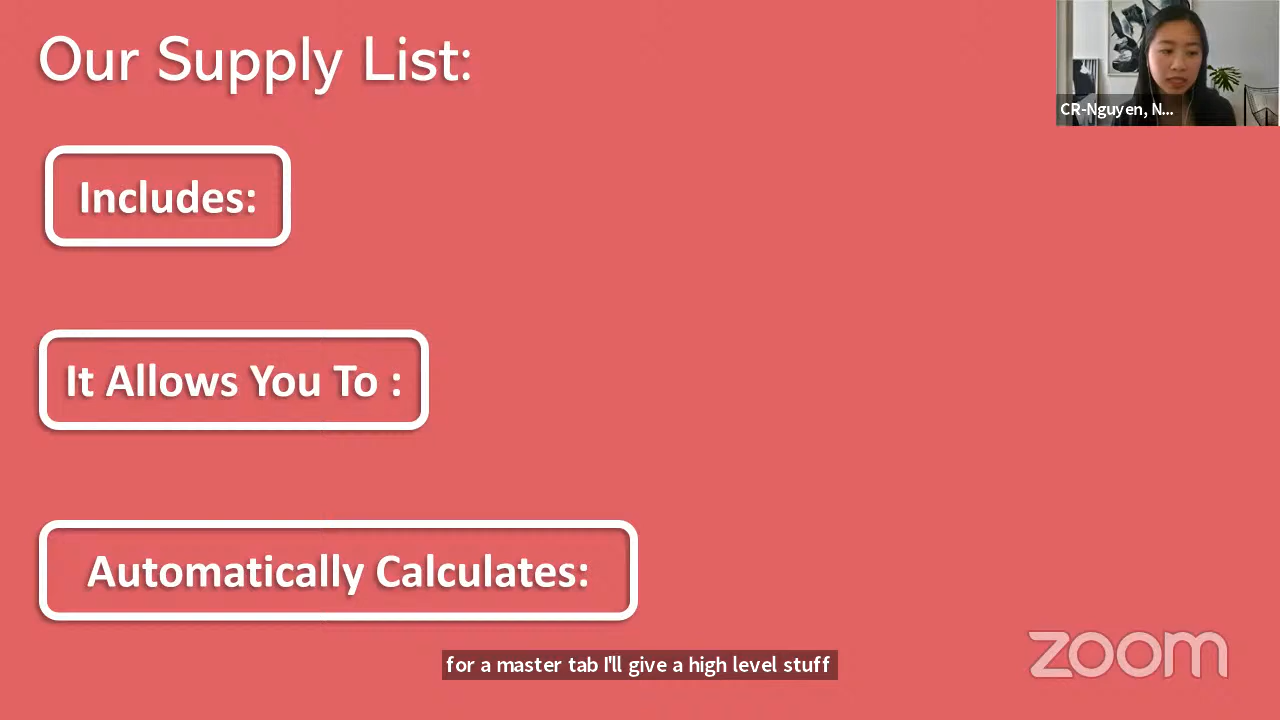 Our Supply List:
CR-Nguyen, N...
Includes:
It Allows You To :
Automatically Calculates:
for a master tab I'll give a high level stuff
zoom